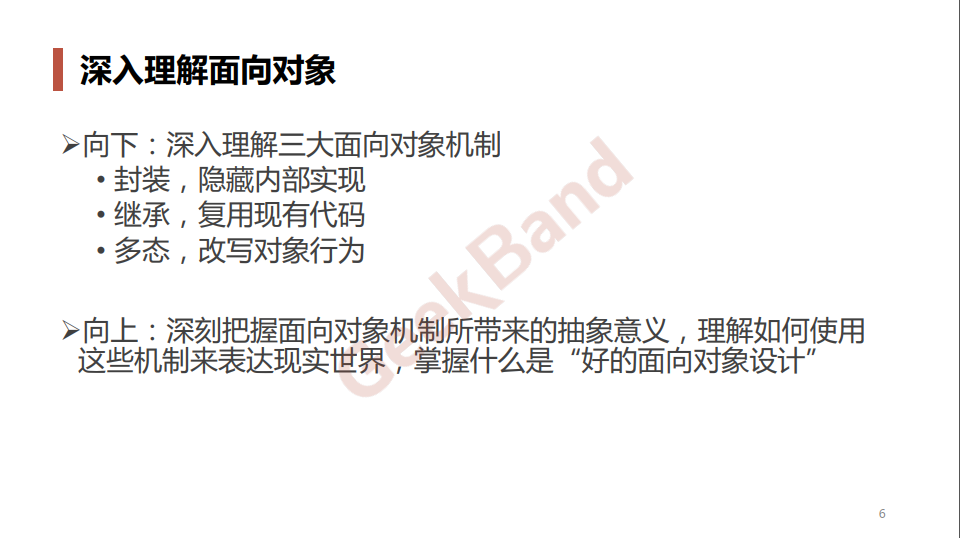 深入理解面向对象
➢向下：深入理解三大面向对象机制
• 封装，隐藏内部实现
• 继承，复用现有代码
• 多态，改写对象行为
➢向上：深刻把握面向对象机制所带来的抽象意义，理解如何使用
这些机制来表达现实世界，掌握什么是“好的面向对象设计”
GeekBand
6